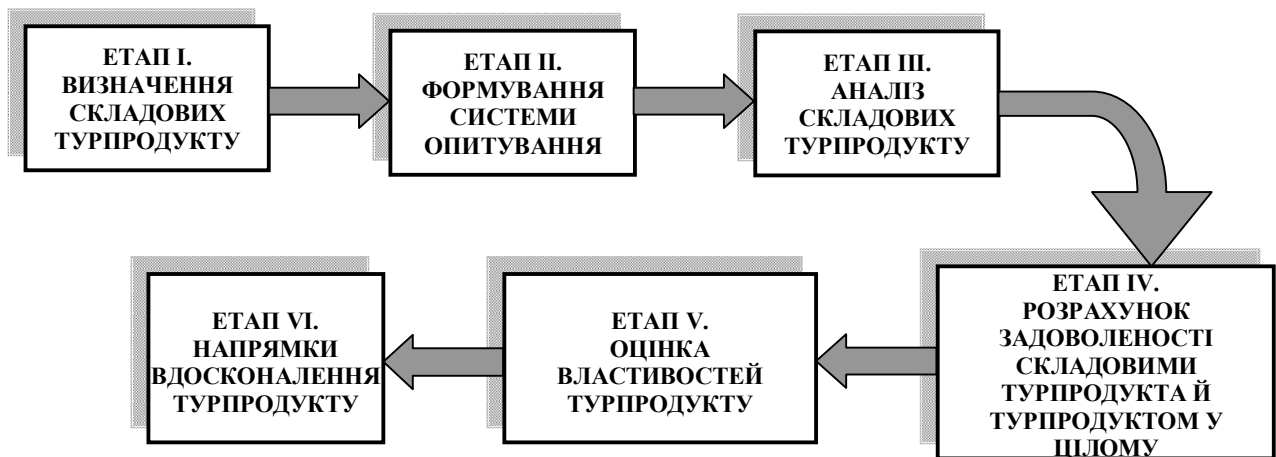 ЕТАП І.
ВИЗНАЧЕННЯ
СКЛАДОВИХ
ТУРПРОДУКТУ
ЕТАП ІІ.
ФОРМУВАННЯ
СИСТЕМИ
ОПИТУВАННЯ
ЕТАП ІІІ.
АНАЛІЗ
СКЛАДОВИХ
ТУРПРОДУКТУ
ЕТАП IV.
РОЗРАХУНОК
ЗАДОВОЛЕНОСТІ
СКЛАДОВИМИ
ТУРПРОДУКТА Й
ТУРПРОДУКТОМ У
ЦІЛОМУ
ЕТАП V.
ОЦІНКА
ВЛАСТИВОСТЕЙ
ТУРПРОДУКТУ
ЕТАП VI.
НАПРЯМКИ
ВДОСКОНАЛЕННЯ
ТУРПРОДУКТУ